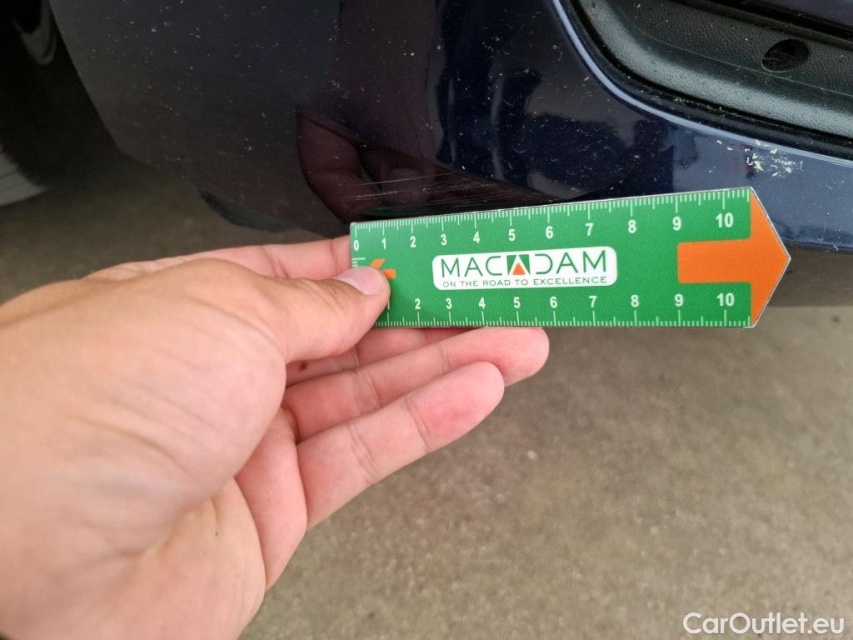 0 1 2 3 4 5 6 7 8 9 10
MACADAM
ON THE ROAD TO EXCELLENCE
1 2 3 4 5 6 7 8 9 10
CarOutlet.eu